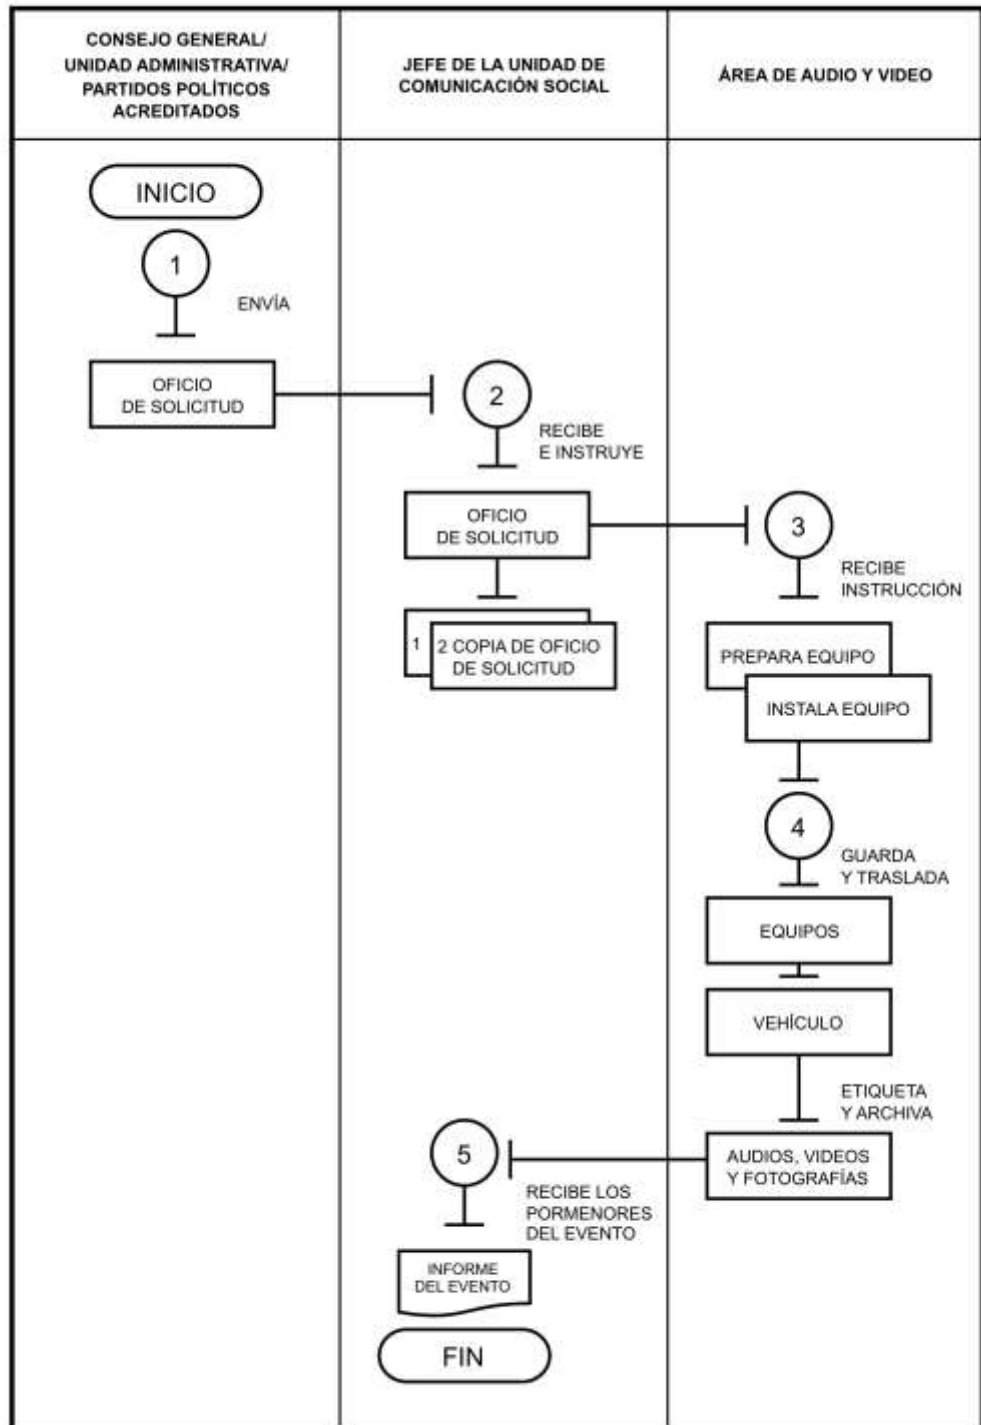 CONSEJO GENERAL/
UNIDAD ADMINISTRATIVA/
PARTIDOS POLÍTICOS
ACREDITADOS
JEFE DE LA UNIDAD DE
COMUNICACIÓN SOCIAL
ÁREA DE AUDIO Y VIDEO
INICIO
1
ENVÍA
OFICIO
DE SOLICITUD
2
RECIBE
E INSTRUYE
OFICIO
DE SOLICITUD
1
2 COPIA DE OFICIO
DE SOLICITUD
3
RECIBE
INSTRUCCIÓN
PREPARA EQUIPO
INSTALA EQUIPO
4
GUARDA
Y TRASLADA
EQUIPOS
VEHÍCULO
ETIQUETA
Y ARCHIVA
AUDIOS, VIDEOS
Y FOTOGRAFÍAS
5
RECIBE LOS
PORMENORES
DEL EVENTO
INFORME
DEL EVENTO
FIN